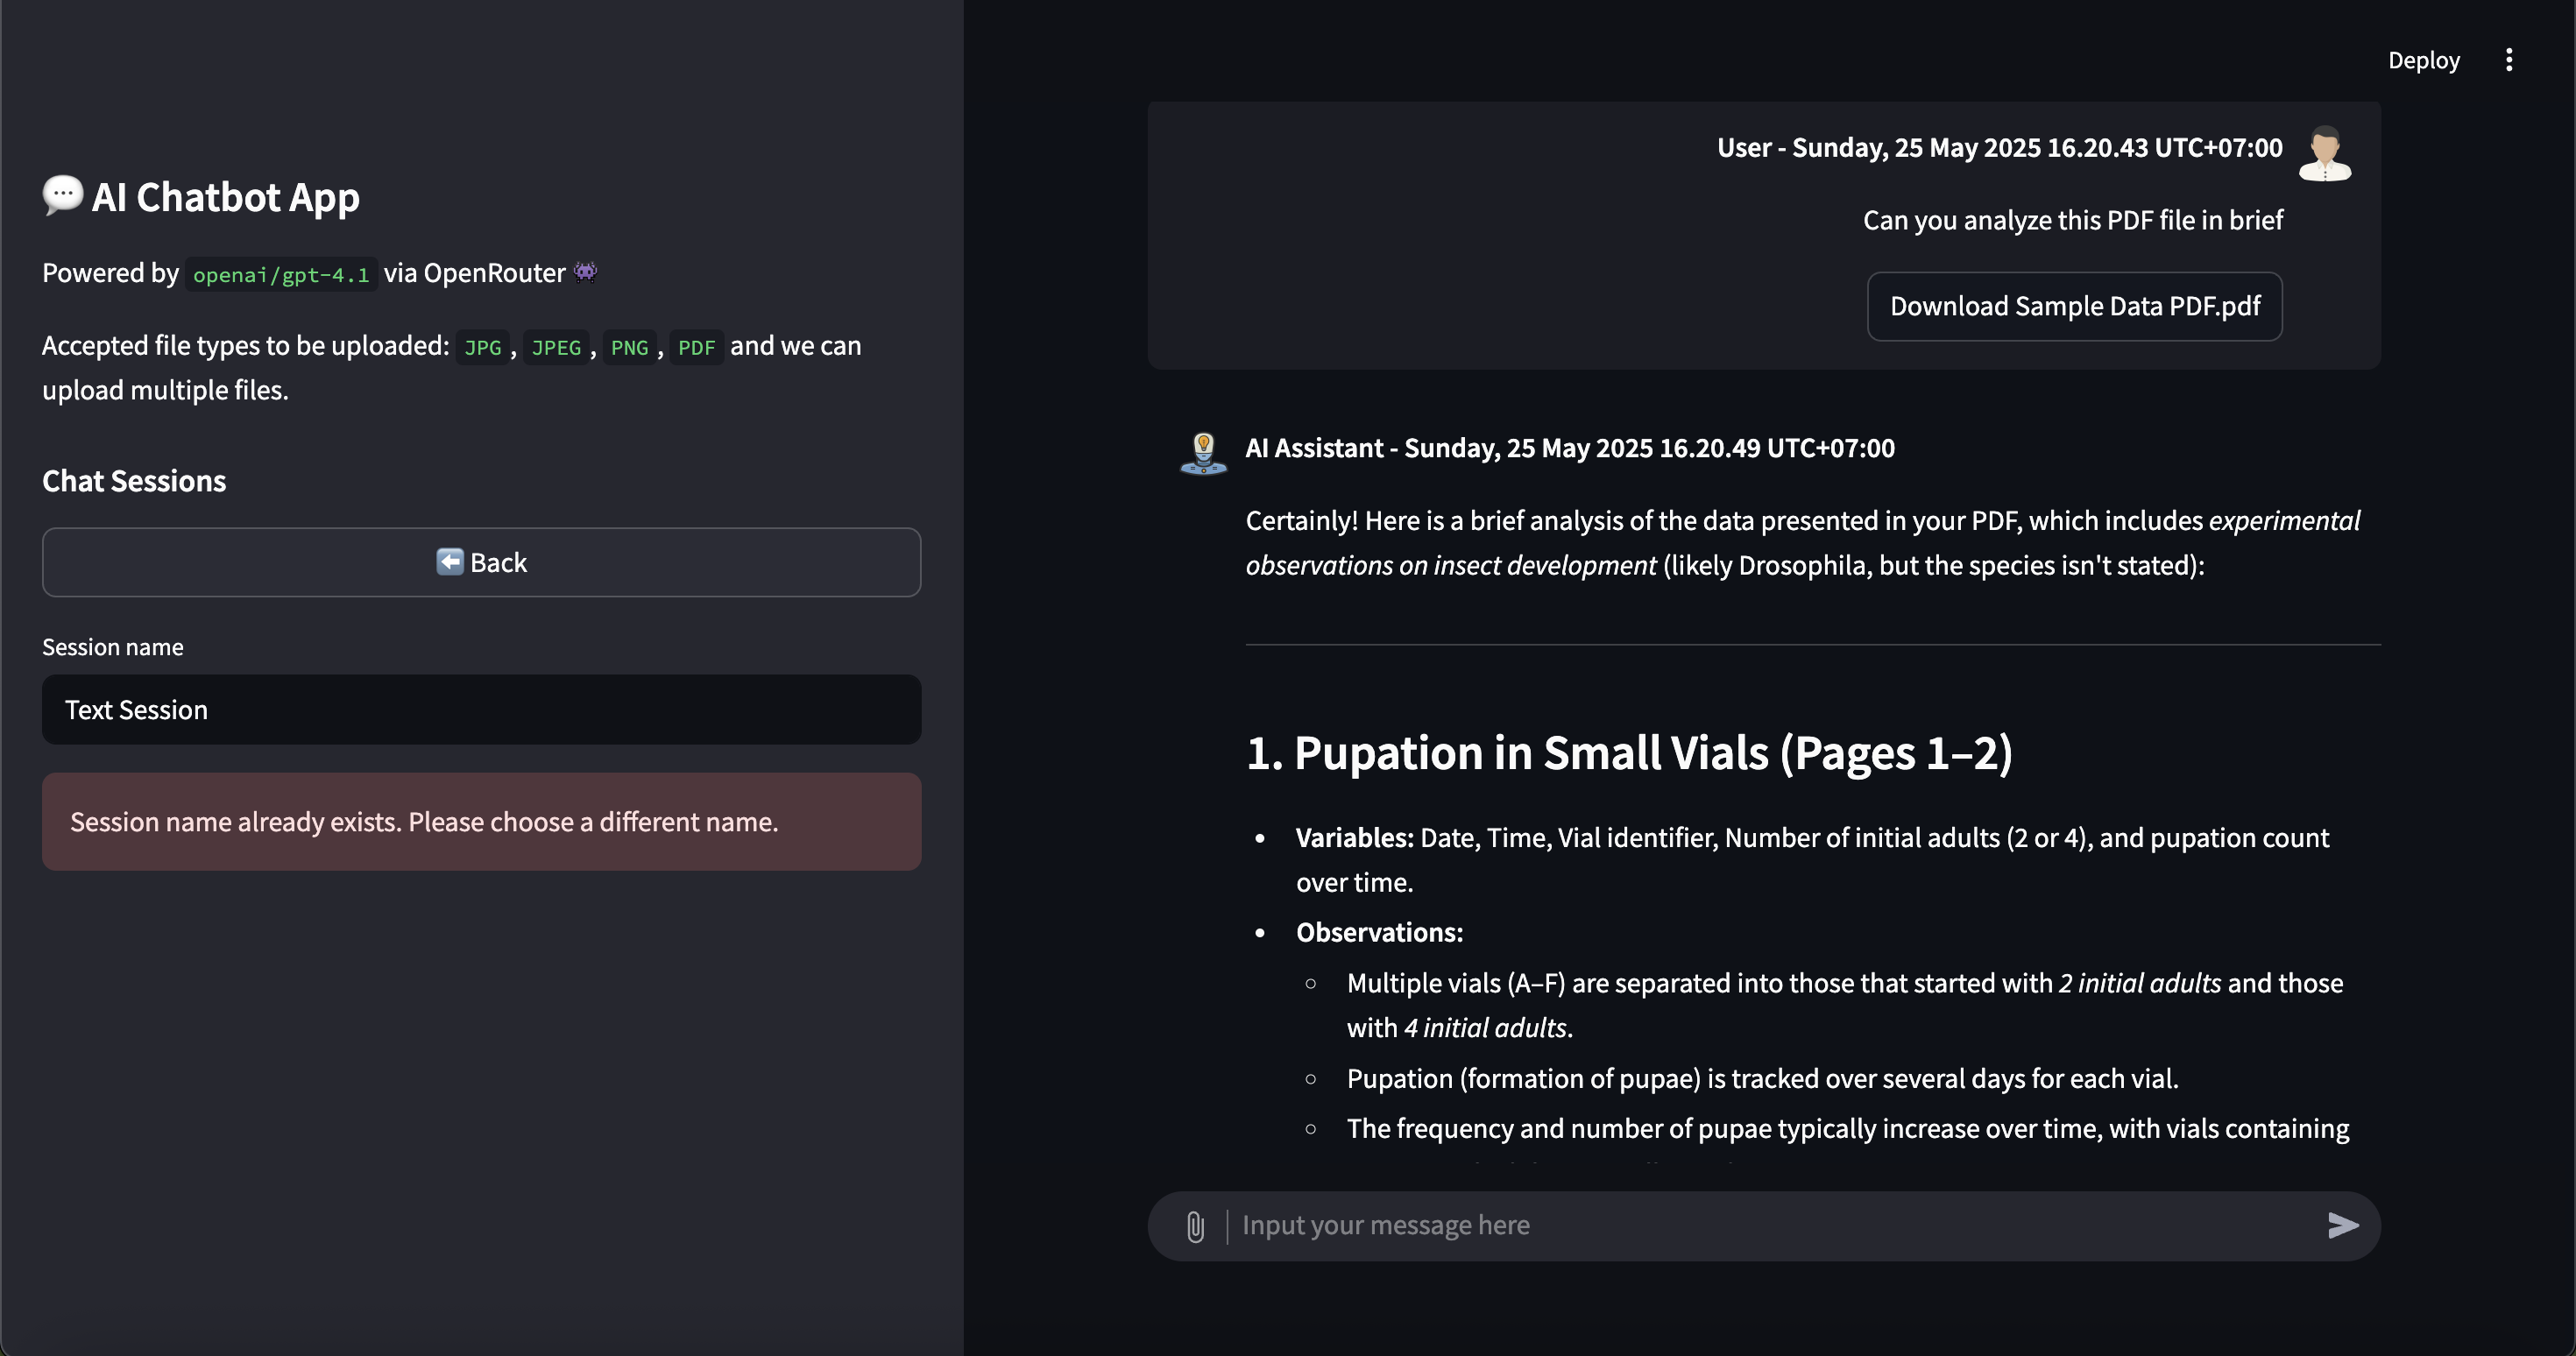 Deploy
💬 AI Chatbot App
Powered by openai/gpt-4.1 via OpenRouter 👾
Accepted file types to be uploaded: JPG, JPEG, PNG, PDF and we can
upload multiple files.
Chat Sessions
⬅️ Back
Session name
Text Session
Session name already exists. Please choose a different name.
User - Sunday, 25 May 2025 16.20.43 UTC+07:00
Can you analyze this PDF file in brief
Download Sample Data PDF.pdf
AI Assistant - Sunday, 25 May 2025 16.20.49 UTC+07:00
Certainly! Here is a brief analysis of the data presented in your PDF, which includes experimental
observations on insect development (likely Drosophila, but the species isn't stated):
1. Pupation in Small Vials (Pages 1–2)
• Variables: Date, Time, Vial identifier, Number of initial adults (2 or 4), and pupation count
over time.
• Observations:
○ Multiple vials (A–F) are separated into those that started with 2 initial adults and those
with 4 initial adults.
○ Pupation (formation of pupae) is tracked over several days for each vial.
○ The frequency and number of pupae typically increase over time, with vials containing
Input your message here